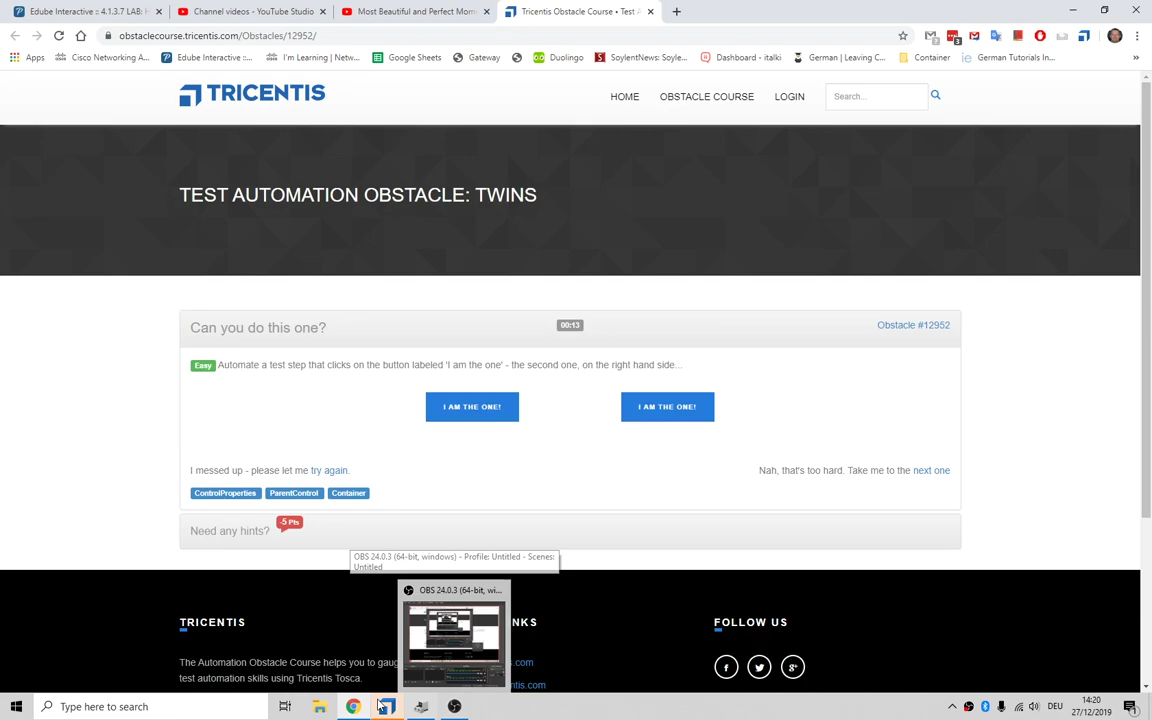 Edube Interactive :: 4.1.3.7 LAB: H
Channel videos - YouTube Studio
Most Beautiful and Perfect Mom
Tricentis Obstacle Course • Test A
obstaclecourse.tricentis.com/Obstacles/12952/
Apps
Cisco Networking A...
Edube Interactive ::...
I'm Learning | Netw...
Google Sheets
Gateway
Duolingo
SoylentNews: Soyle...
Dashboard - italki
German | Leaving C...
Container
German Tutorials In...
TRICENTIS
HOME
OBSTACLE COURSE
LOGIN
Search...
TEST AUTOMATION OBSTACLE: TWINS
Can you do this one?
00:13
Obstacle #12952
Easy Automate a test step that clicks on the button labeled 'I am the one' - the second one, on the right hand side...
I AM THE ONE!
I AM THE ONE!
I messed up - please let me try again.
Nah, that's too hard. Take me to the next one
ControlProperties
ParentControl
Container
Need any hints?
-5 Pts
OBS 24.0.3 (64-bit, windows) - Profile: Untitled - Scenes:
Untitled
OBS 24.0.3 (64-bit, wi...
TRICENTIS
NKS
FOLLOW US
The Automation Obstacle Course helps you to gau
s.com
test automation skills using Tricentis Tosca.
entis.com
Type here to search
DEU
14:20
27/12/2019